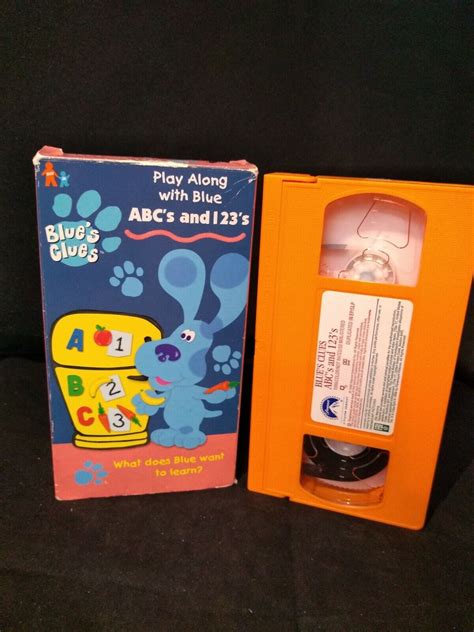 Play Along
with Blue
ABC's and 123's
Blue's
Clues
A 1
B 2
C 3
What does Blue want
to learn?
BLUE'S CLUES
ABC's and 123's